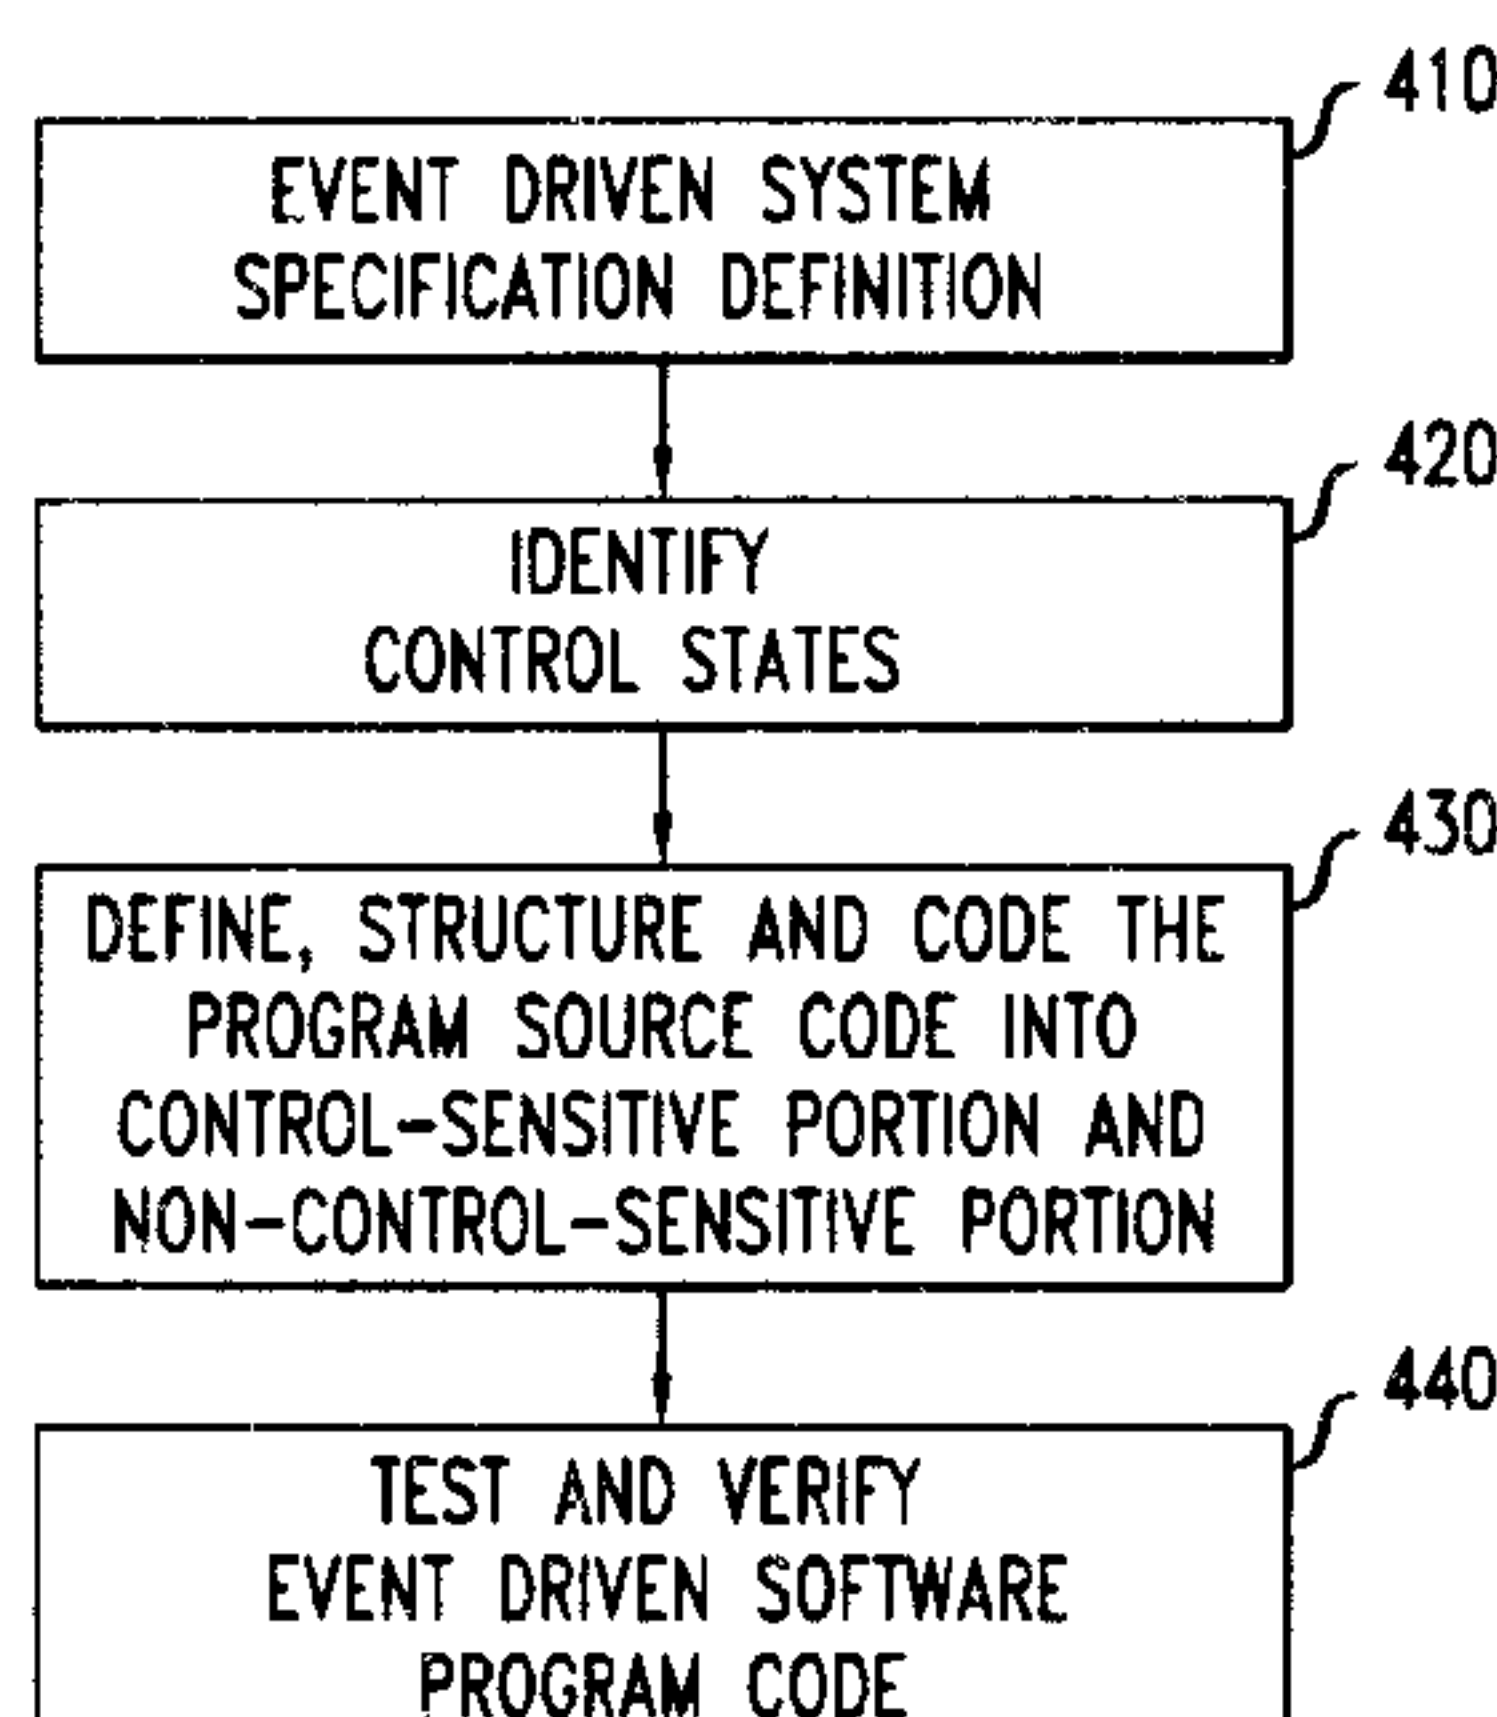 410
EVENT DRIVEN SYSTEM
SPECIFICATION DEFINITION
420
IDENTIFY
CONTROL STATES
430
DEFINE, STRUCTURE AND CODE THE
PROGRAM SOURCE CODE INTO
CONTROL-SENSITIVE PORTION AND
NON-CONTROL-SENSITIVE PORTION
440
TEST AND VERIFY
EVENT DRIVEN SOFTWARE
PROGRAM CODE